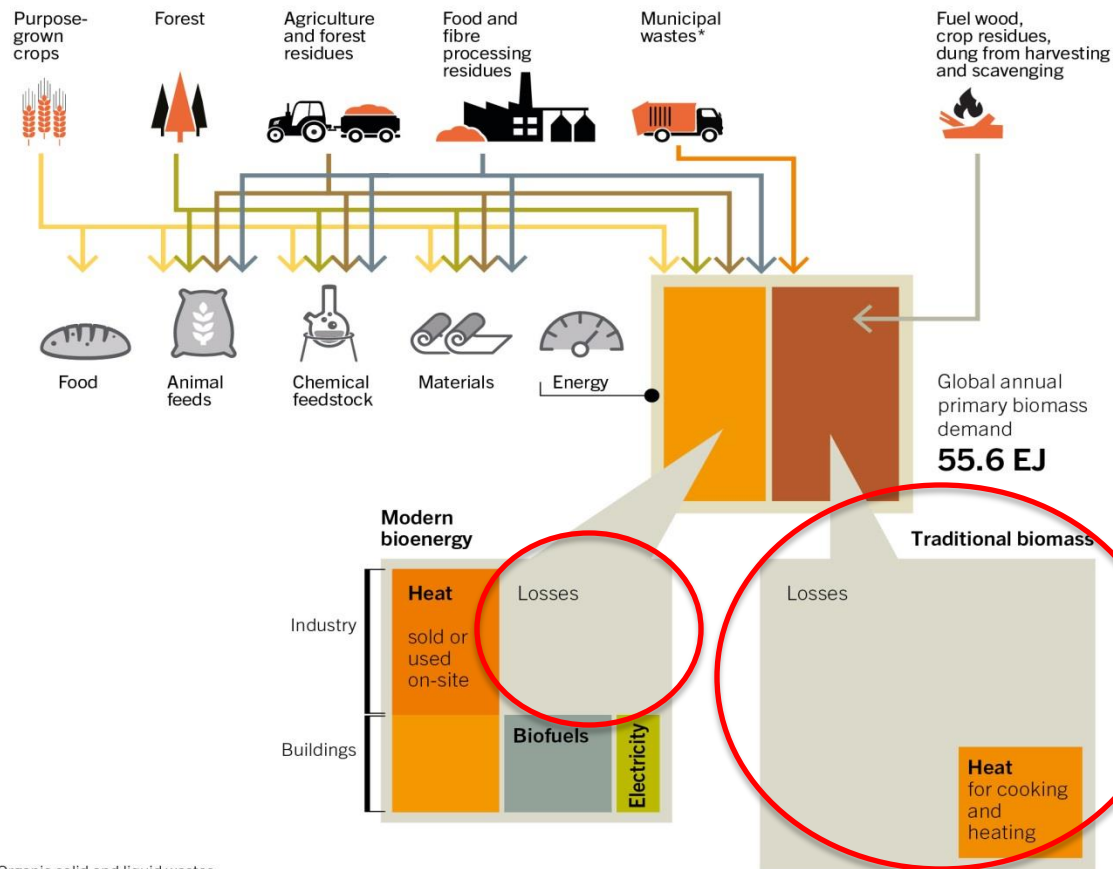 Purpose-
grown
crops
Forest
Agriculture
and forest
residues
Food and
fibre
processing
residues
Municipal
wastes*
Fuel wood,
crop residues,
dung from harvesting
and scavenging
Food
Animal
feeds
Chemical
feedstock
Materials
Energy
Global annual
primary biomass
demand
55.6 EJ
Modern
bioenergy
Industry
Buildings
Heat
sold or
used
on-site
Losses
Biofuels
Electricity
Traditional biomass
Losses
Heat
for cooking
and
heating